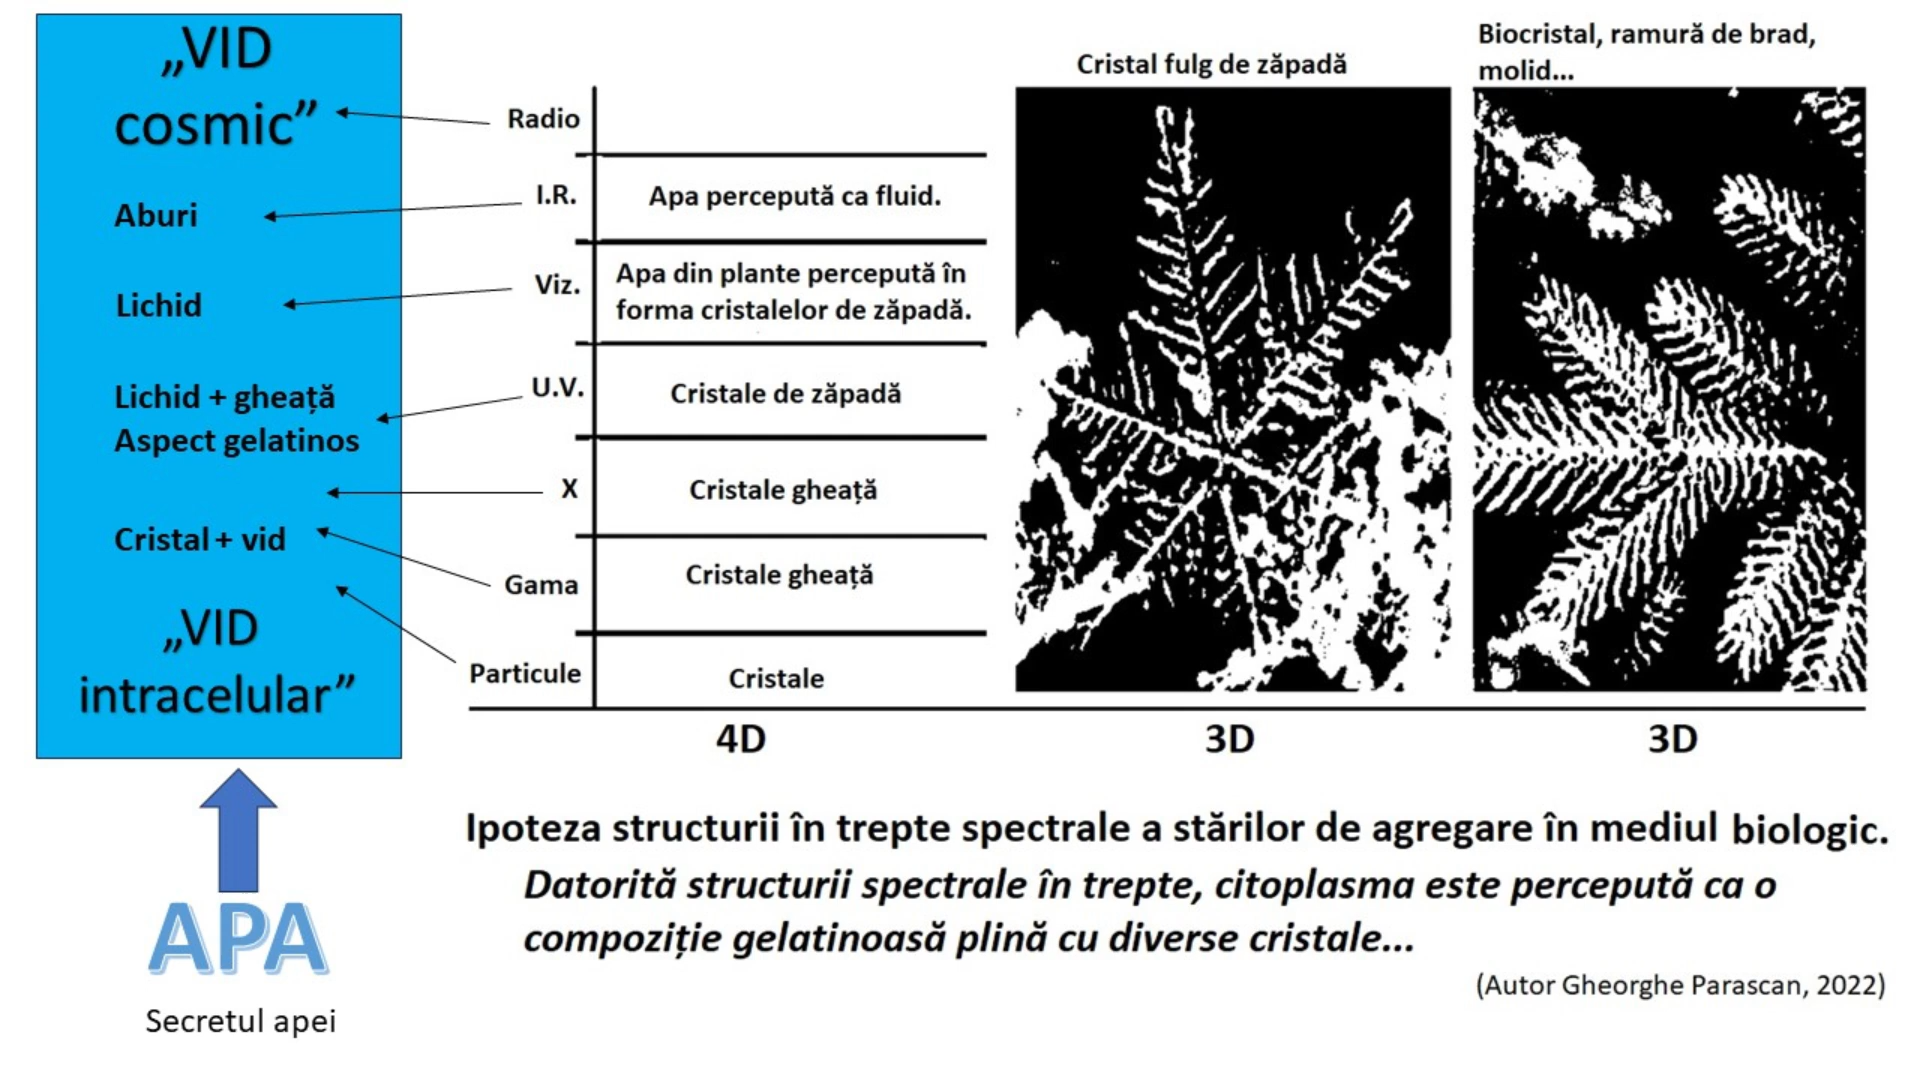 „VID
cosmic”
Aburi
Lichid
Lichid + gheață
Aspect gelatinos
Cristal + vid
„VID
intracelular”
APA
Secretul apei
Radio
I.R.
Apa percepută ca fluid.
Viz.
Apa din plante percepută în
forma cristalelor de zăpadă.
U.V.
Cristale de zăpadă
X
Cristale gheață
Gama
Cristale gheață
Particule
Cristale
4D
Cristal fulg de zăpadă
3D
Biocristal, ramură de brad,
molid...
3D
Ipoteza structurii în trepte spectrale a stărilor de agregare în mediul biologic.
Datorită structurii spectrale în trepte, citoplasma este percepută ca o
compoziție gelatinoasă plină cu diverse cristale...
(Autor Gheorghe Parascan, 2022)